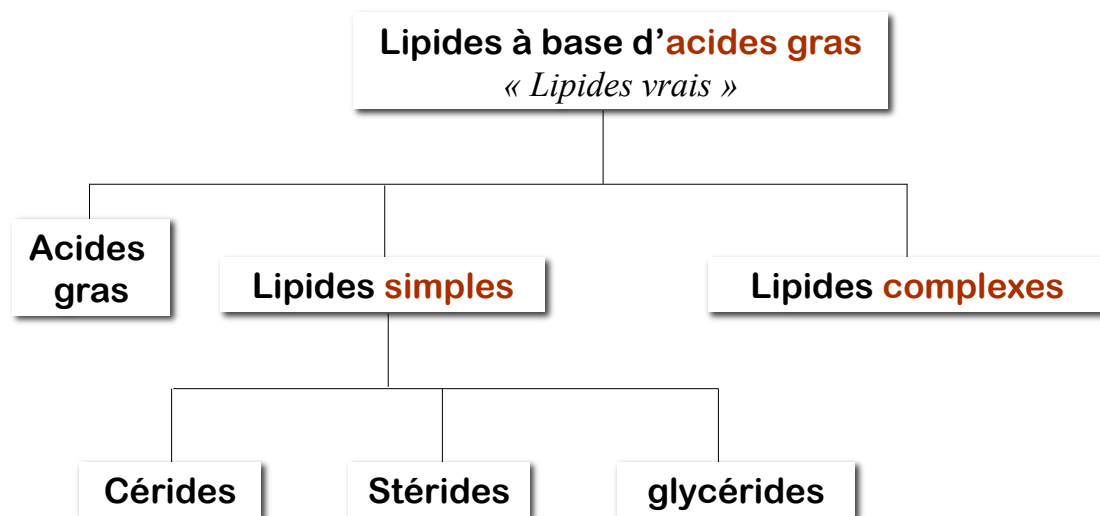 Lipides à base d’acides gras
« Lipides vrais »
Acides
gras
Lipides simples
Lipides complexes
Cérides
Stérides
glycérides